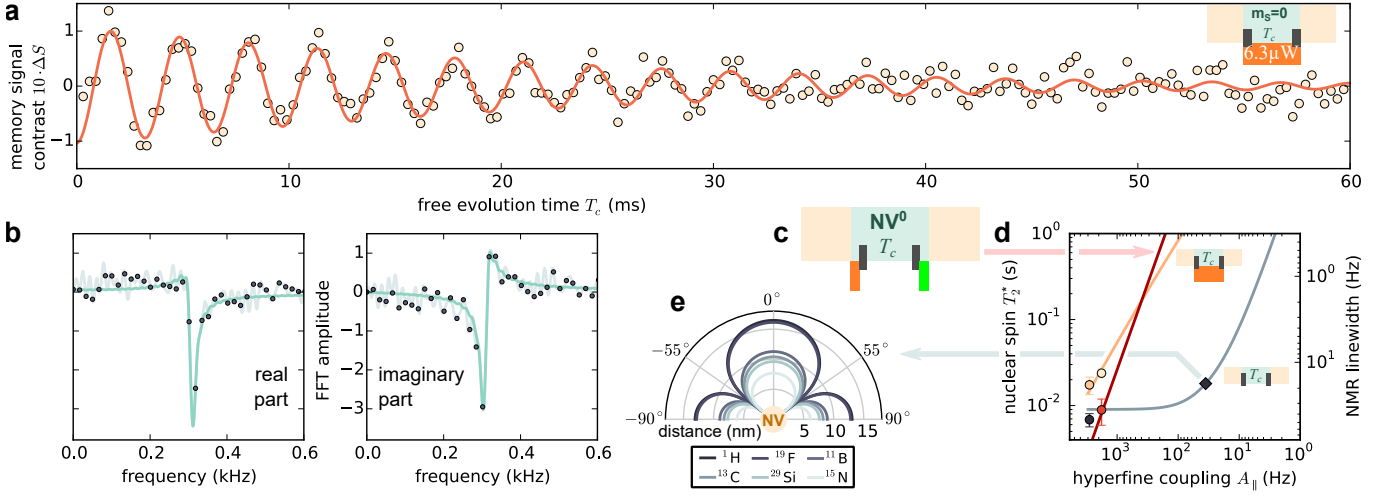 a
memory signal
contrast 10·ΔS
1
0
−1
m_S=0
T_c
6.3μW
0
10
20
30
40
50
60
free evolution time T_c (ms)
b
1
0
−1
−2
−3
FFT amplitude
real
part
imaginary
part
0.0
0.2
0.4
0.6
0.0
0.2
0.4
0.6
frequency (kHz)
frequency (kHz)
c
NV⁰
T_c
e
0°
−55°
55°
−90°
90°
NV
distance (nm)
5
10
15
¹H
¹⁹F
¹¹B
¹³C
²⁹Si
¹⁵N
d
nuclear spin T₂* (s)
10⁰
10⁻¹
10⁻²
T_c
T_c
10⁰
10¹
NMR linewidth (Hz)
10³
10²
10¹
10⁰
hyperfine coupling A_∥ (Hz)